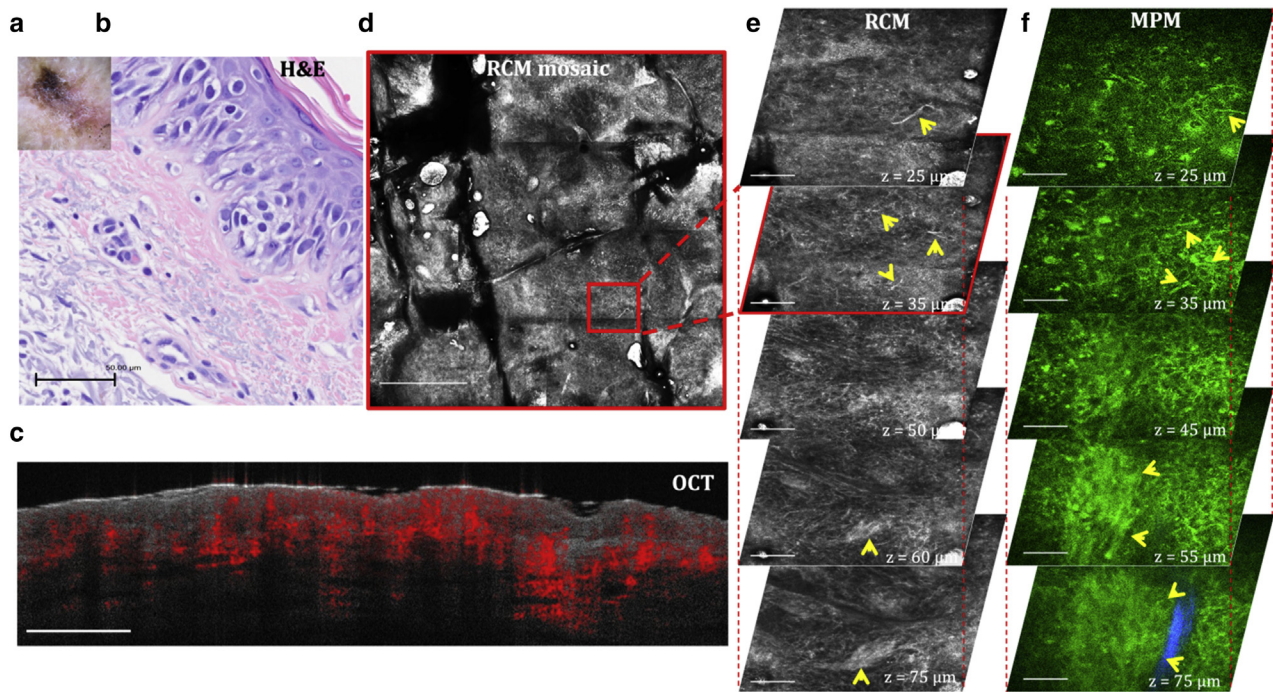 a
b
H&E
50.00 µm
c
OCT
d
RCM mosaic
e
RCM
z = 25 µm
z = 35 µm
z = 50 µm
z = 60 µm
z = 75 µm
f
MPM
z = 25 µm
z = 35 µm
z = 45 µm
z = 55 µm
z = 75 µm